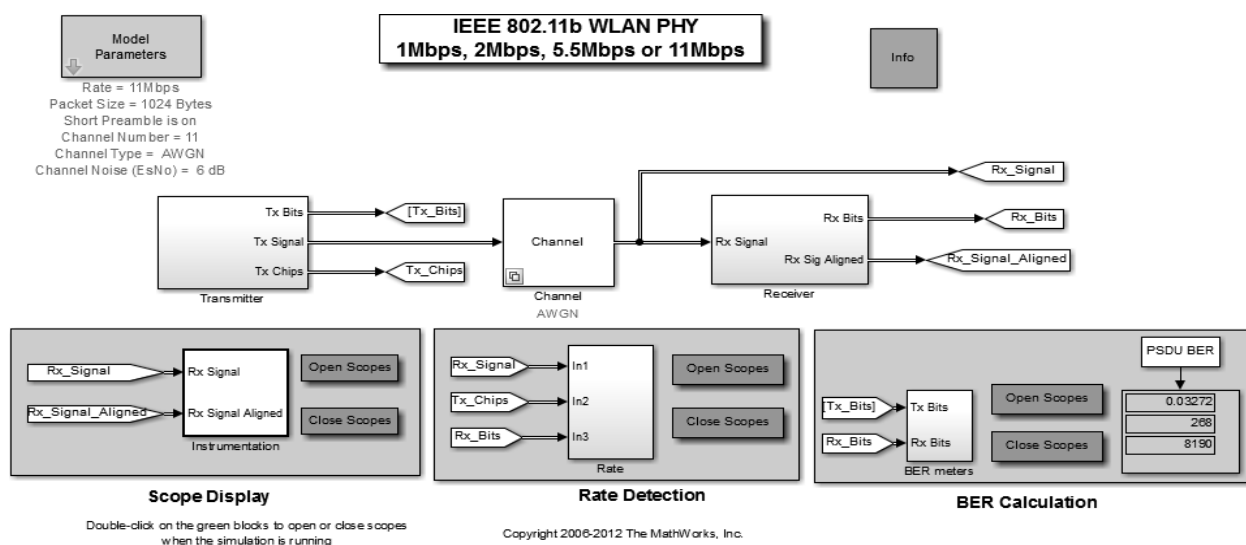 Model
Parameters
IEEE 802.11b WLAN PHY
1Mbps, 2Mbps, 5.5Mbps or 11Mbps
Info
Rate = 11Mbps
Packet Size = 1024 Bytes
Short Preamble is on
Channel Number = 11
Channel Type = AWGN
Channel Noise (EsNo) = 6 dB
Tx Bits
Tx Signal
Tx Chips
Transmitter
[Tx_Bits]
Tx_Chips
Channel
Channel
AWGN
Rx Signal
Rx Bits
Rx Sig Aligned
Receiver
Rx_Signal
Rx_Bits
Rx_Signal_Aligned
Rx_Signal
Rx_Signal_Aligned
Rx Signal
Rx Signal Aligned
Instrumentation
Open Scopes
Close Scopes
Scope Display
Rx_Signal
Tx_Chips
Rx_Bits
In1
In2
In3
Rate
Open Scopes
Close Scopes
Rate Detection
[Tx_Bits]
Rx_Bits
Tx Bits
Rx Bits
BER meters
Open Scopes
Close Scopes
PSDU BER
0.03272
268
8190
BER Calculation
Double-click on the green blocks to open or close scopes
when the simulation is running
Copyright 2006-2012 The MathWorks, Inc.